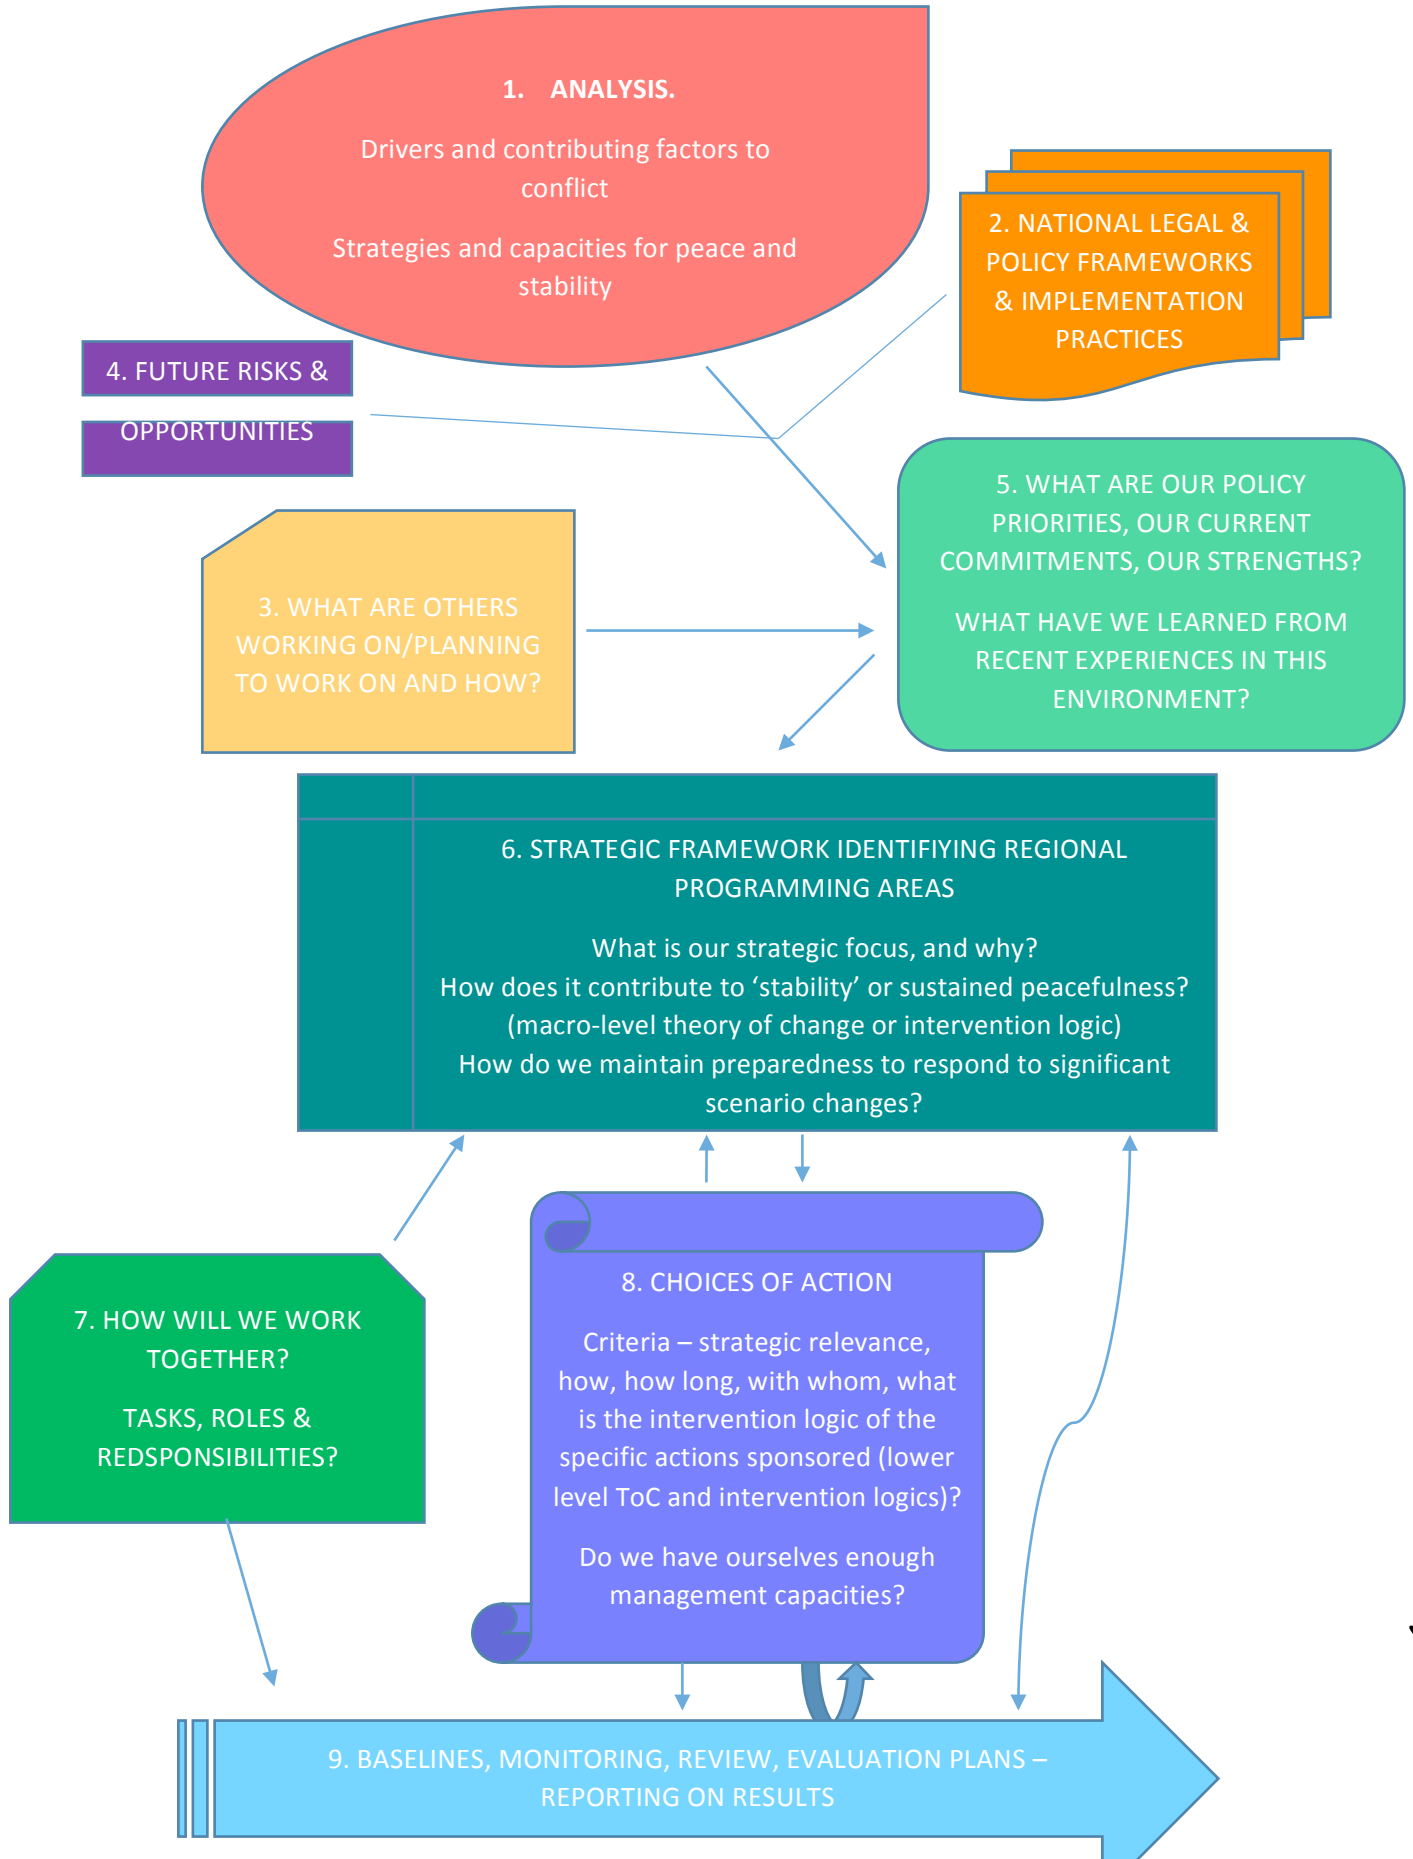 1. ANALYSIS.
Drivers and contributing factors to
conflict
Strategies and capacities for peace and
stability
2. NATIONAL LEGAL &
POLICY FRAMEWORKS
& IMPLEMENTATION
PRACTICES
4. FUTURE RISKS &
OPPORTUNITIES
5. WHAT ARE OUR POLICY
PRIORITIES, OUR CURRENT
COMMITMENTS, OUR STRENGTHS?
WHAT HAVE WE LEARNED FROM
RECENT EXPERIENCES IN THIS
ENVIRONMENT?
3. WHAT ARE OTHERS
WORKING ON/PLANNING
TO WORK ON AND HOW?
6. STRATEGIC FRAMEWORK IDENTIFIYING REGIONAL
PROGRAMMING AREAS
What is our strategic focus, and why?
How does it contribute to ‘stability’ or sustained peacefulness?
(macro-level theory of change or intervention logic)
How do we maintain preparedness to respond to significant
scenario changes?
7. HOW WILL WE WORK
TOGETHER?
TASKS, ROLES &
REDSPONSIBILITIES?
8. CHOICES OF ACTION
Criteria – strategic relevance,
how, how long, with whom, what
is the intervention logic of the
specific actions sponsored (lower
level ToC and intervention logics)?
Do we have ourselves enough
management capacities?
9. BASELINES, MONITORING, REVIEW, EVALUATION PLANS –
REPORTING ON RESULTS